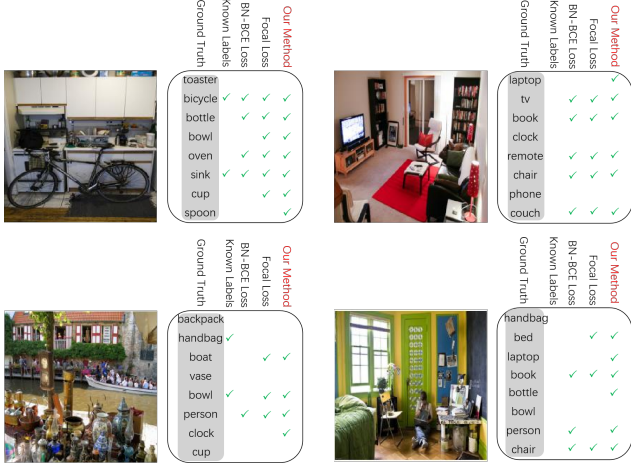 Ground Truth
Known Labels
BN-BCE Loss
Focal Loss
Our Method
toaster
bicycle ✓ ✓ ✓ ✓
bottle ✓ ✓ ✓
bowl ✓ ✓
oven ✓ ✓ ✓
sink ✓ ✓ ✓ ✓
cup ✓ ✓
spoon ✓
Ground Truth
Known Labels
BN-BCE Loss
Focal Loss
Our Method
laptop ✓
tv ✓ ✓ ✓
book ✓ ✓ ✓
clock
remote ✓ ✓ ✓
chair ✓ ✓ ✓
phone
couch ✓ ✓ ✓
Ground Truth
Known Labels
BN-BCE Loss
Focal Loss
Our Method
backpack
handbag ✓
boat ✓ ✓
vase
bowl ✓ ✓ ✓
person ✓ ✓ ✓
clock ✓
cup
Ground Truth
Known Labels
BN-BCE Loss
Focal Loss
Our Method
handbag
bed ✓ ✓
laptop ✓
book ✓ ✓ ✓
bottle ✓
bowl
person ✓ ✓
chair ✓ ✓ ✓